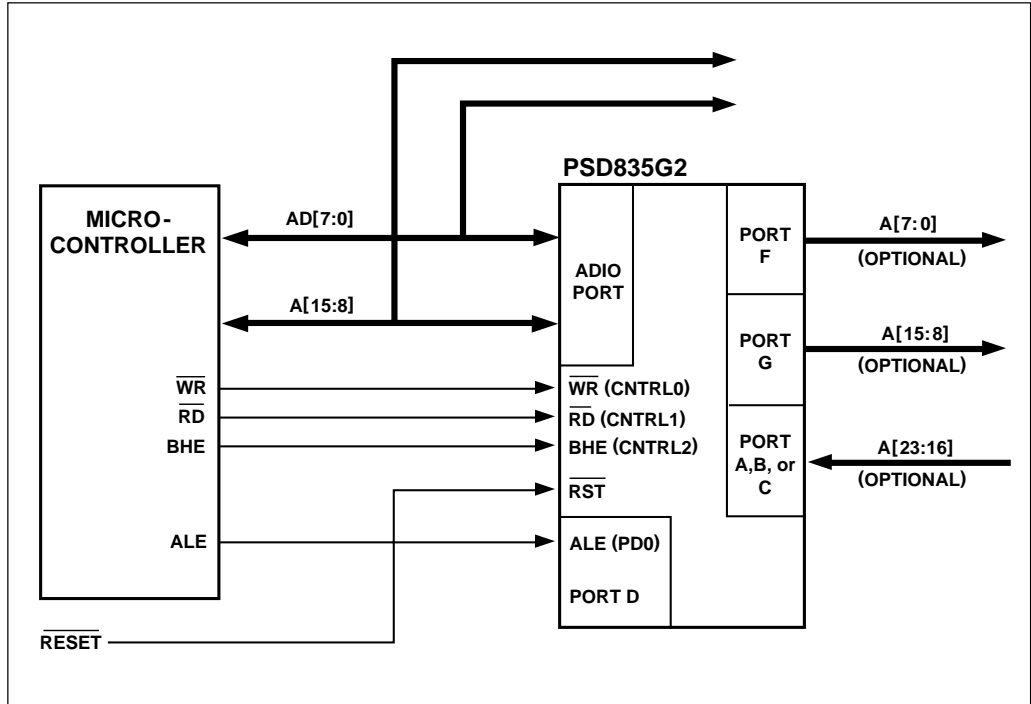 PSD835G2
MICRO-
CONTROLLER
AD[7:0]
A[15:8]
WR
RD
BHE
ALE
RESET
ADIO
PORT
WR (CNTRL0)
RD (CNTRL1)
BHE (CNTRL2)
RST
ALE (PD0)
PORT D
PORT
F
PORT
G
PORT
A,B, or
C
A[7:0]
(OPTIONAL)
A[15:8]
(OPTIONAL)
A[23:16]
(OPTIONAL)